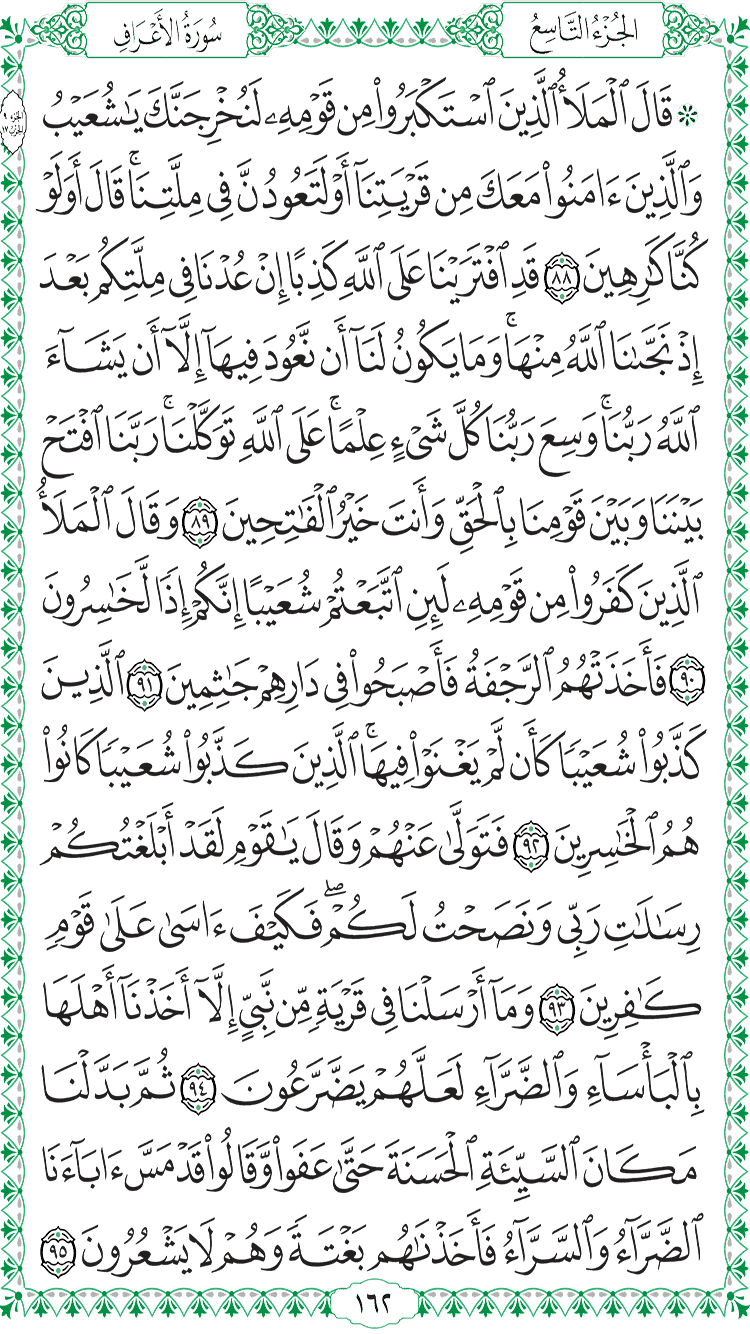 الجُزْءُ التَّاسِعُ
سُورَةُ الأَعْرَافِ
۞ قَالَ ٱلۡمَلَأُ ٱلَّذِينَ ٱسۡتَكۡبَرُواْ مِن قَوۡمِهِۦ لَنُخۡرِجَنَّكَ يَٰشُعَيۡبُ
الجزء ٩
الحزب ١٧
وَٱلَّذِينَ ءَامَنُواْ مَعَكَ مِن قَرۡيَتِنَآ أَوۡ لَتَعُودُنَّ فِي مِلَّتِنَاۚ قَالَ أَوَلَوۡ
كُنَّا كَٰرِهِينَ ٨٨ قَدِ ٱفۡتَرَيۡنَا عَلَى ٱللَّهِ كَذِبًا إِنۡ عُدۡنَا فِي مِلَّتِكُم بَعۡدَ
إِذۡ نَجَّىٰنَا ٱللَّهُ مِنۡهَاۚ وَمَا يَكُونُ لَنَآ أَن نَّعُودَ فِيهَآ إِلَّآ أَن يَشَآءَ
ٱللَّهُ رَبُّنَاۚ وَسِعَ رَبُّنَا كُلَّ شَيۡءٍ عِلۡمًاۚ عَلَى ٱللَّهِ تَوَكَّلۡنَاۚ رَبَّنَا ٱفۡتَحۡ
بَيۡنَنَا وَبَيۡنَ قَوۡمِنَا بِٱلۡحَقِّ وَأَنتَ خَيۡرُ ٱلۡفَٰتِحِينَ ٨٩ وَقَالَ ٱلۡمَلَأُ
ٱلَّذِينَ كَفَرُواْ مِن قَوۡمِهِۦ لَئِنِ ٱتَّبَعۡتُمۡ شُعَيۡبًا إِنَّكُمۡ إِذٗا لَّخَٰسِرُونَ
٩٠ فَأَخَذَتۡهُمُ ٱلرَّجۡفَةُ فَأَصۡبَحُواْ فِي دَارِهِمۡ جَٰثِمِينَ ٩١ ٱلَّذِينَ
كَذَّبُواْ شُعَيۡبٗا كَأَن لَّمۡ يَغۡنَوۡاْ فِيهَاۚ ٱلَّذِينَ كَذَّبُواْ شُعَيۡبٗا كَانُواْ
هُمُ ٱلۡخَٰسِرِينَ ٩٢ فَتَوَلَّىٰ عَنۡهُمۡ وَقَالَ يَٰقَوۡمِ لَقَدۡ أَبۡلَغۡتُكُمۡ
رِسَٰلَٰتِ رَبِّي وَنَصَحۡتُ لَكُمۡۖ فَكَيۡفَ ءَاسَىٰ عَلَىٰ قَوۡمٖ
كَٰفِرِينَ ٩٣ وَمَآ أَرۡسَلۡنَا فِي قَرۡيَةٖ مِّن نَّبِيٍّ إِلَّآ أَخَذۡنَآ أَهۡلَهَا
بِٱلۡبَأۡسَآءِ وَٱلضَّرَّآءِ لَعَلَّهُمۡ يَضَّرَّعُونَ ٩٤ ثُمَّ بَدَّلۡنَا
مَكَانَ ٱلسَّيِّئَةِ ٱلۡحَسَنَةَ حَتَّىٰ عَفَواْ وَّقَالُواْ قَدۡ مَسَّ ءَابَآءَنَا
ٱلضَّرَّآءُ وَٱلسَّرَّآءُ فَأَخَذۡنَٰهُم بَغۡتَةٗ وَهُمۡ لَا يَشۡعُرُونَ ٩٥
١٦٢